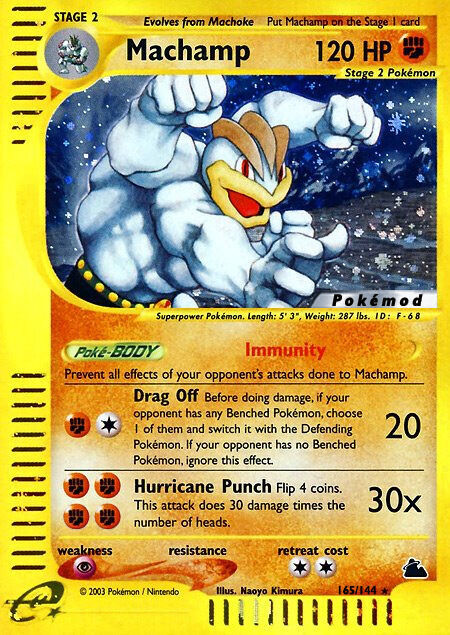 STAGE 2
Evolves from Machoke Put Machamp on the Stage 1 card
Machamp 120 HP
Stage 2 Pokémon
Pokémod
Superpower Pokémon. Length: 5' 3", Weight: 287 lbs. ID: F-68
Poké-BODY Immunity
Prevent all effects of your opponent's attacks done to Machamp.
Drag Off Before doing damage, if your
opponent has any Benched Pokémon, choose
1 of them and switch it with the Defending
Pokémon. If your opponent has no Benched
Pokémon, ignore this effect.
20
Hurricane Punch Flip 4 coins.
This attack does 30 damage times the
number of heads.
30x
weakness resistance retreat cost
© 2003 Pokémon / Nintendo Illus. Naoyo Kimura 165/144 ★
e